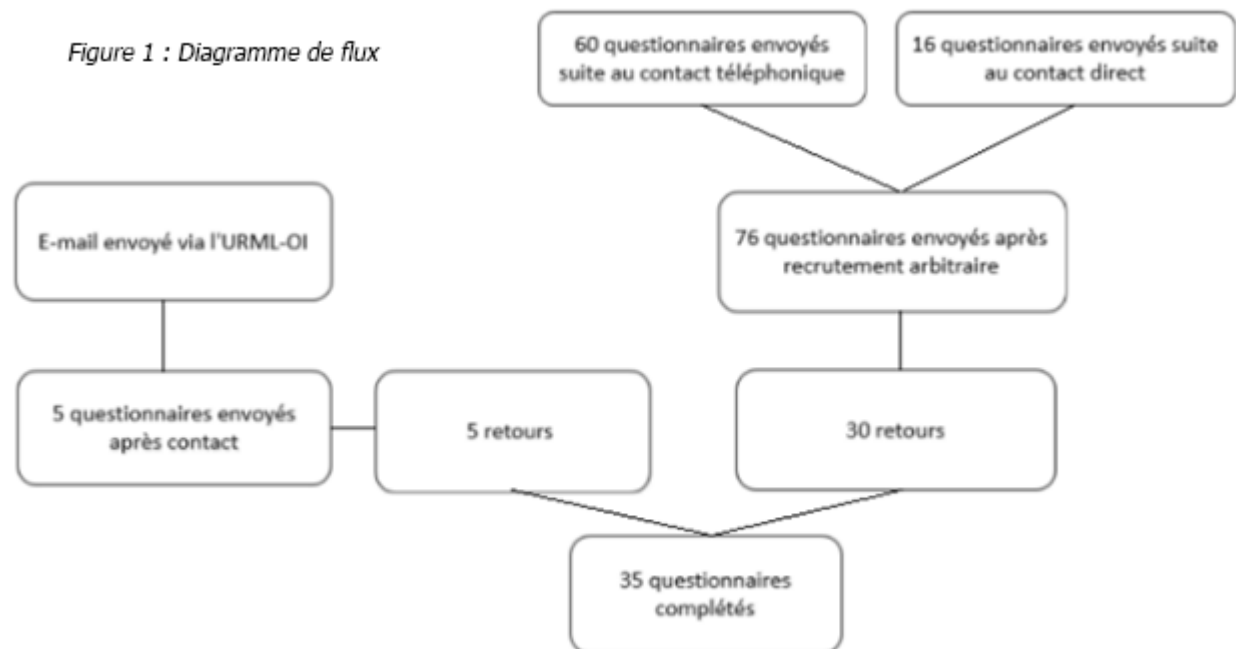 Figure 1 : Diagramme de flux
60 questionnaires envoyés
suite au contact téléphonique
16 questionnaires envoyés suite
au contact direct
E-mail envoyé via l'URML-OI
76 questionnaires envoyés après
recrutement arbitraire
5 questionnaires envoyés
après contact
5 retours
30 retours
35 questionnaires
complétés